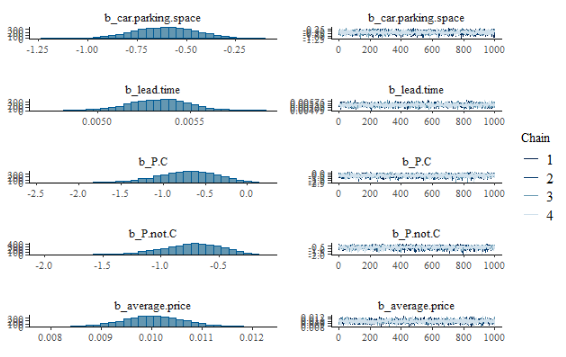 b_car.parking.space
b_car.parking.space
-1.25 -1.00 -0.75 -0.50 -0.25
0 200 400 600 800 1000
b_lead.time
b_lead.time
0.0050 0.0055
0 200 400 600 800 1000
Chain
1
2
3
4
b_P.C
b_P.C
-2.5 -2.0 -1.5 -1.0 -0.5 0.0
0 200 400 600 800 1000
b_P.not.C
b_P.not.C
-2.0 -1.5 -1.0 -0.5
0 200 400 600 800 1000
b_average.price
b_average.price
0.008 0.009 0.010 0.011 0.012
0 200 400 600 800 1000